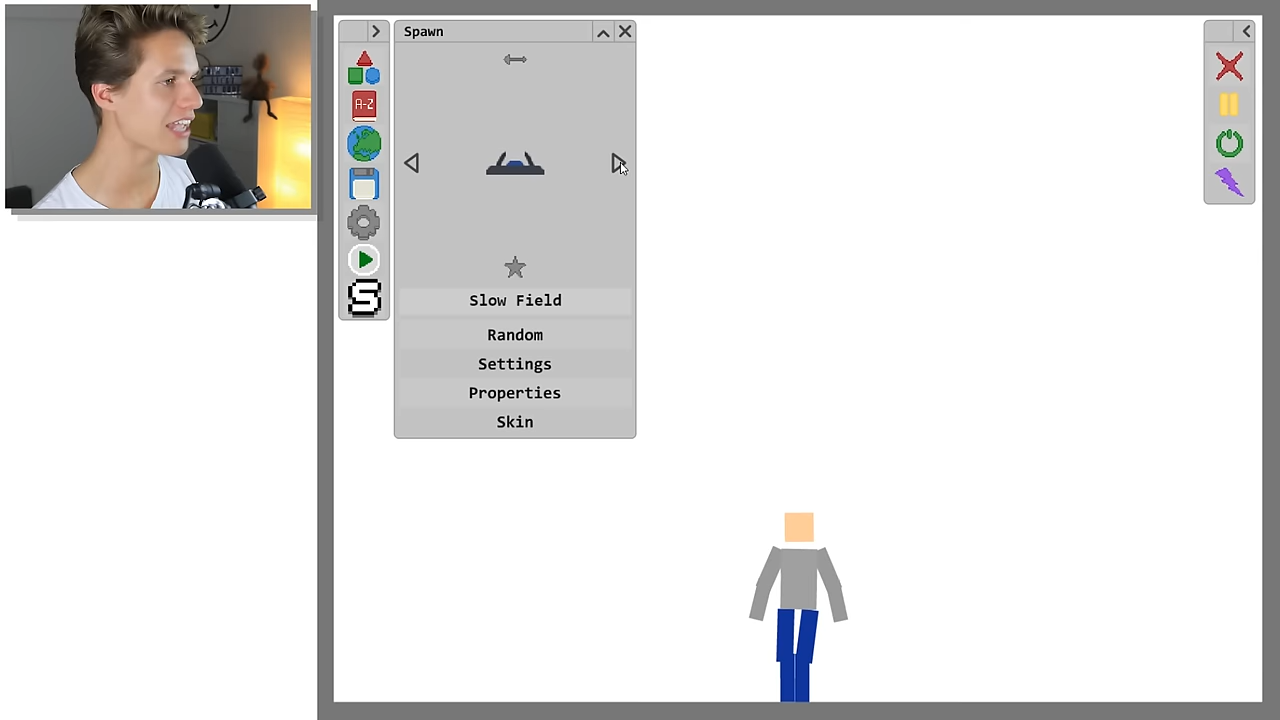 Spawn
A-Z
Slow Field
Random
Settings
Properties
Skin
S